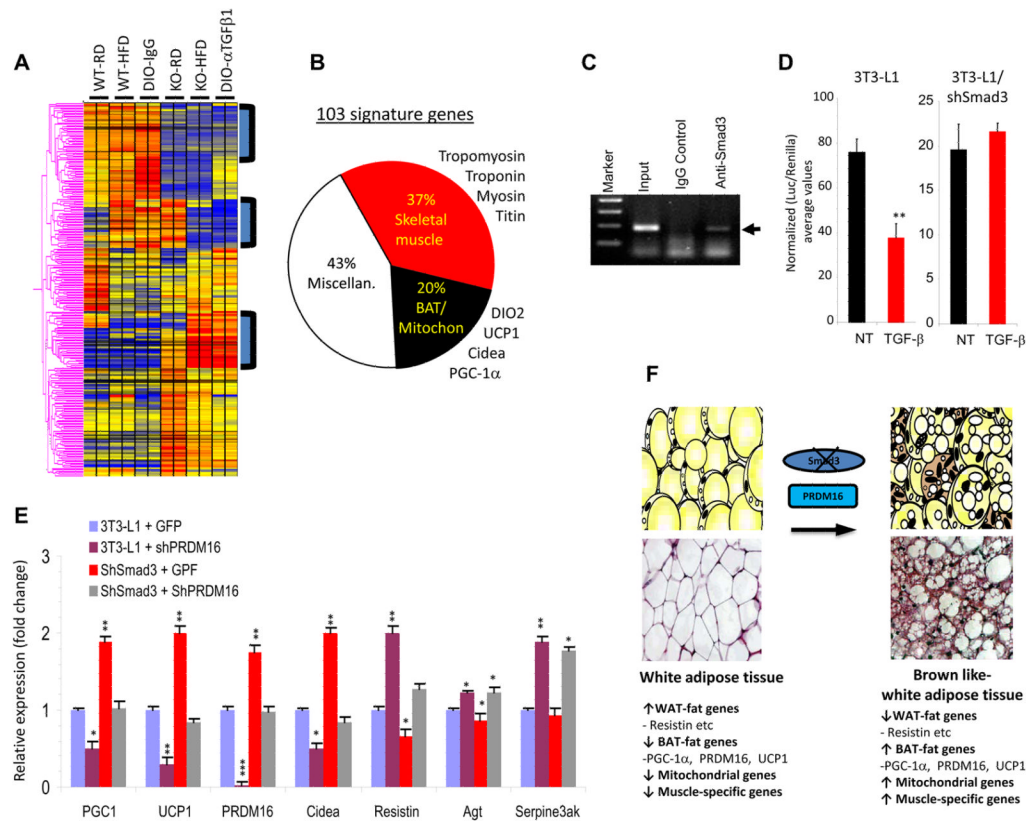 A
WT-RD
WT-HFD
DIO-IgG
KO-RD
KO-HFD
DIO-αTGFβ1
B
103 signature genes
Tropomyosin
Troponin
Myosin
Titin
37%
Skeletal
muscle
43%
Miscellan.
20%
BAT/
Mitochon
DIO2
UCP1
Cidea
PGC-1α
C
Marker
Input
IgG Control
Anti-Smad3
D
3T3-L1
3T3-L1/
shSmad3
Normalized (Luc/Renilla)
average values
100
80
60
40
20
0
**
NT
TGF-β
25
20
15
10
5
0
NT
TGF-β
E
3T3-L1 + GFP
3T3-L1 + shPRDM16
ShSmad3 + GPF
ShSmad3 + ShPRDM16
Relative expression (fold change)
3
2
1
0
*
**
**
**
***
**
*
**
**
*
*
*
*
**
*
PGC1
UCP1
PRDM16
Cidea
Resistin
Agt
Serpine3ak
F
Smad3
PRDM16
White adipose tissue
↑WAT-fat genes
- Resistin etc
↓ BAT-fat genes
-PGC-1α, PRDM16, UCP1
↓ Mitochondrial genes
↓ Muscle-specific genes
Brown like-
white adipose tissue
↓WAT-fat genes
- Resistin etc
↑ BAT-fat genes
-PGC-1α, PRDM16, UCP1
↑ Mitochondrial genes
↑ Muscle-specific genes